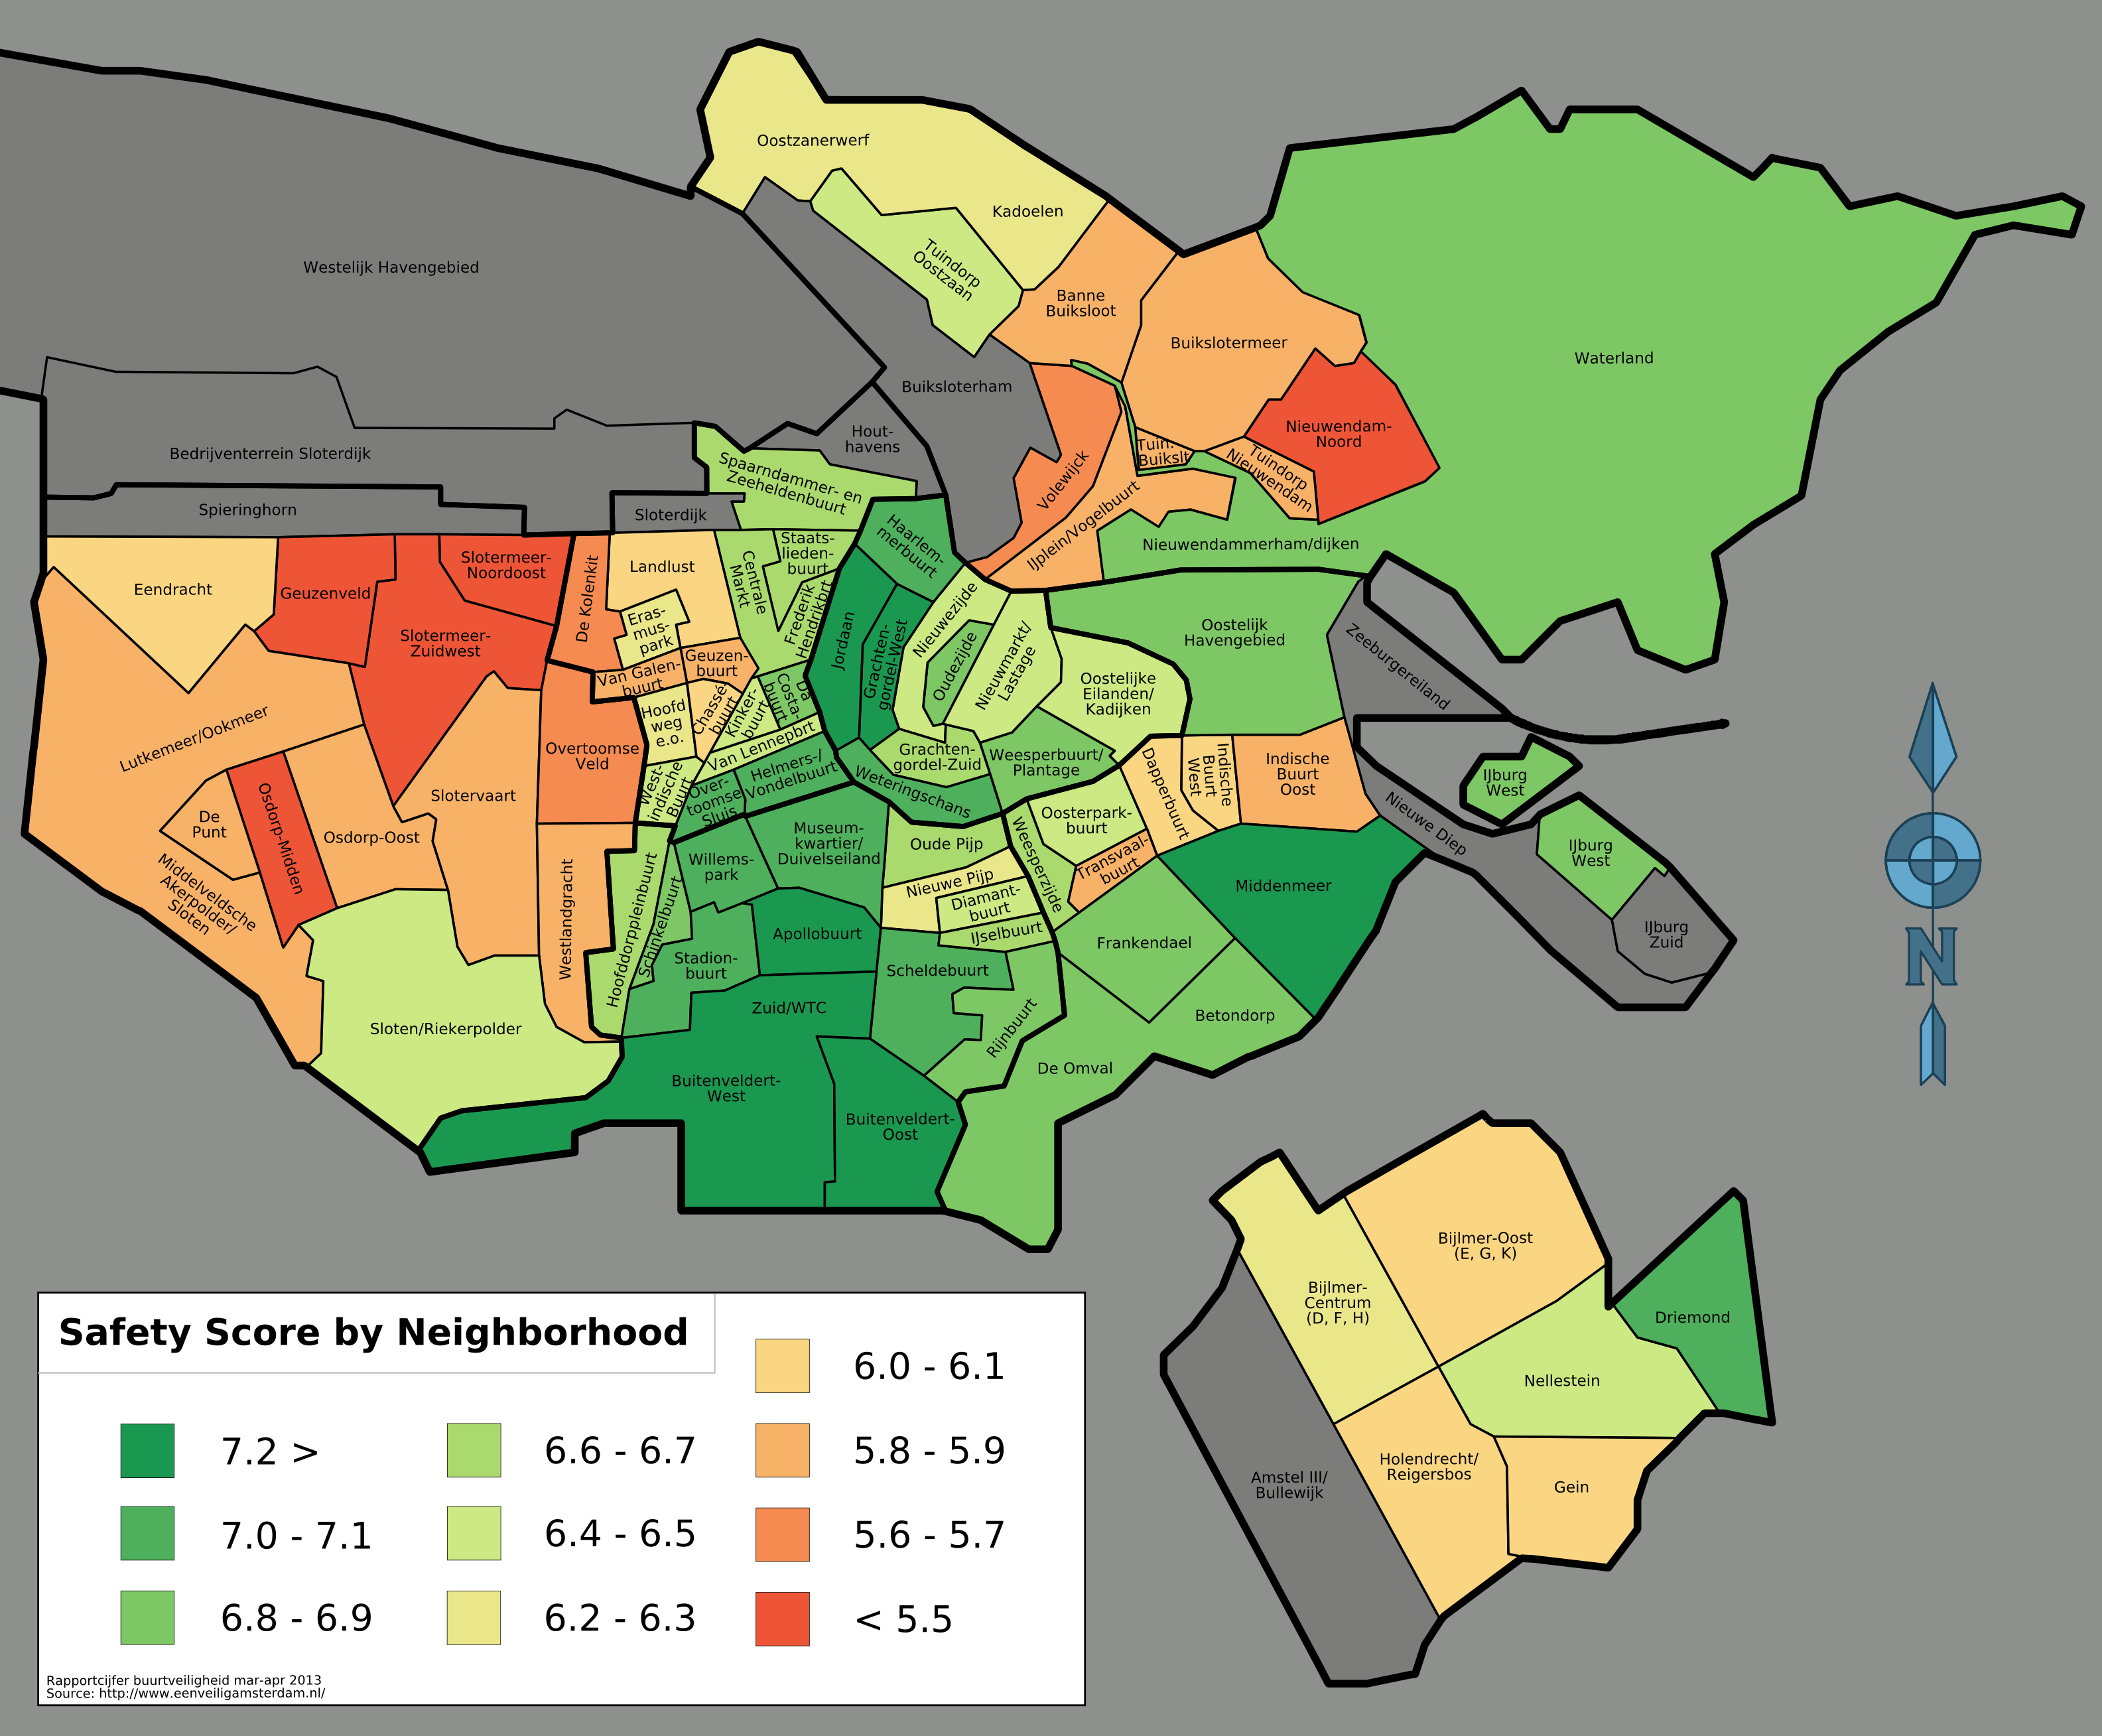 Oostzanerwerf
Kadoelen
Westelijk Havengebied
Tuindorp
Oostzaan
Banne
Buiksloot
Buikslotermeer
Waterland
Buiksloterham
Hout-
havens
Nieuwendam-
Noord
Bedrijventerrein Sloterdijk
Tuin.
Buikslt
Tuindorp
Nieuwendam
Spaarndammer- en
Zeeheldenbuurt
Volewijck
Spieringhorn
Sloterdijk
IJplein/Vogelbuurt
Nieuwendammerham/dijken
Haarlem-
merbuurt
Staats-
lieden-
buurt
Centrale
Markt
Frederik
Hendrikbrt
Eendracht
Geuzenveld
Slotermeer-
Noordoost
Slotermeer-
Zuidwest
De Kolenkit
Landlust
Eras-
mus-
park
Van Galen-
buurt
Geuzen-
buurt
Jordaan
Grachten-
gordel-West
Nieuwezijde
Oudezijde
Nieuwmarkt/
Lastage
Oostelijke
Eilanden/
Kadijken
Oostelijk
Havengebied
Zeeburgereiland
Lutkemeer/Ookmeer
Hoofd
weg
e.o.
Chassé-
buurt
Kinker-
buurt
Da
Costa-
buurt
Van Lennepbrt
Overtoomse
Veld
West-
indische
Buurt
Over-
toomse
Sluis
Helmers-/
Vondelbuurt
Weteringschans
Grachten-
gordel-Zuid
Weesperbuurt/
Plantage
Dapperbuurt
Indische
Buurt
West
Indische
Buurt
Oost
IJburg
West
Nieuwe Diep
IJburg
West
IJburg
Zuid
De
Punt
Osdorp-Midden
Osdorp-Oost
Slotervaart
Middelveldsche
Akerpolder/
Sloten
Westlandgracht
Hoofddorppleinbuurt
Schinkelbuurt
Willems-
park
Museum-
kwartier/
Duivelseiland
Oude Pijp
Nieuwe Pijp
Diamant-
buurt
IJselbuurt
Weesperzijde
Oosterpark-
buurt
Transvaal-
buurt
Middenmeer
Frankendael
Betondorp
De Omval
Stadion-
buurt
Apollobuurt
Scheldebuurt
Rijnbuurt
Zuid/WTC
Sloten/Riekerpolder
Buitenveldert-
West
Buitenveldert-
Oost
N
Bijlmer-Oost
(E, G, K)
Bijlmer-
Centrum
(D, F, H)
Driemond
Nellestein
Holendrecht/
Reigersbos
Gein
Amstel III/
Bullewijk
Safety Score by Neighborhood
7.2 >
7.0 - 7.1
6.8 - 6.9
6.6 - 6.7
6.4 - 6.5
6.2 - 6.3
6.0 - 6.1
5.8 - 5.9
5.6 - 5.7
< 5.5
Rapportcijfer buurtveiligheid mar-apr 2013
Source: http://www.eenveiligamsterdam.nl/